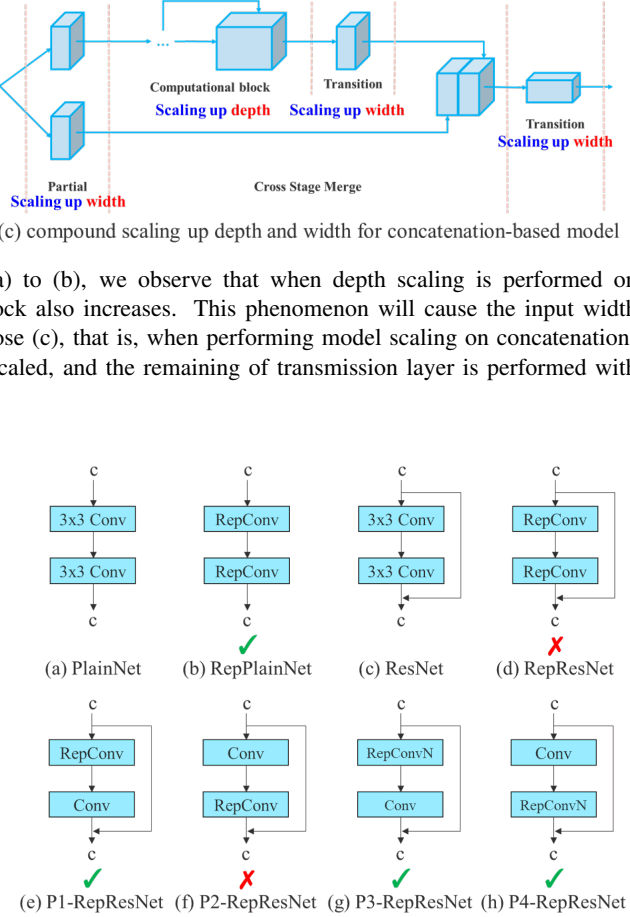 ...
Computational block
Transition
Scaling up depth
Scaling up width
Transition
Scaling up width
Partial
Cross Stage Merge
Scaling up width
(c) compound scaling up depth and width for concatenation-based model
a) to (b), we observe that when depth scaling is performed on
ock also increases. This phenomenon will cause the input width
ose (c), that is, when performing model scaling on concatenation-
caled, and the remaining of transmission layer is performed with
c c c c
3x3 Conv RepConv 3x3 Conv RepConv
3x3 Conv RepConv 3x3 Conv RepConv
c c c c
✓ ✗
(a) PlainNet (b) RepPlainNet (c) ResNet (d) RepResNet
c c c c
RepConv Conv RepConvN Conv
Conv RepConv Conv RepConvN
c c c c
✓ ✗ ✓ ✓
(e) P1-RepResNet (f) P2-RepResNet (g) P3-RepResNet (h) P4-RepResNet